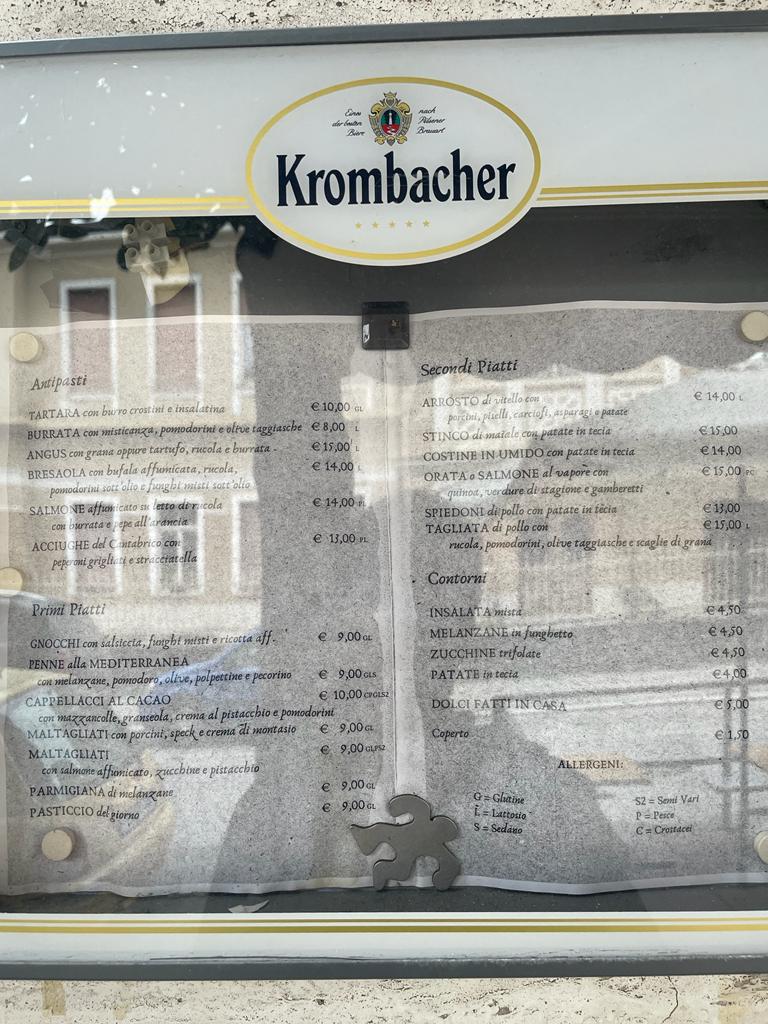 Eines der besten Biere
nach Pilsener Brauart
Krombacher
Antipasti
TARTARA con burro crostini e insalatina € 10,00 GL
BURRATA con misticanza, pomodorini e olive taggiasche € 8,00 L
ANGUS con grana oppure tartufo, rucola e burrata - € 15,00 L
BRESAOLA con bufala affumicata, rucola, € 14,00 L
pomodorini sott'olio e funghi misti sott'olio
SALMONE affumicato su letto di rucola € 14,00 PL
con burrata e pepe all'arancia
ACCIUGHE del Cantabrico con € 13,00 PL
peperoni grigliati e stracciatella
Primi Piatti
GNOCCHI con salsiccia, funghi misti e ricotta aff. € 9,00 GL
PENNE alla MEDITERRANEA
con melanzane, pomodoro, olive, polpettine e pecorino € 9,00 GLS
CAPPELLACCI AL CACAO € 10,00 CPGLS2
con mazzancolle, granseola, crema al pistacchio e pomodorini
MALTAGLIATI con porcini, speck e crema di montasio € 9,00 GL
MALTAGLIATI € 9,00 GLPS2
con salmone affumicato, zucchine e pistacchio
PARMIGIANA di melanzane € 9,00 GL
PASTICCIO del giorno € 9,00 GL
Secondi Piatti
ARROSTO di vitello con € 14,00 L
porcini, piselli, carciofi, asparagi e patate
STINCO di maiale con patate in tecia € 15,00
COSTINE IN UMIDO con patate in tecia € 14,00
ORATA o SALMONE al vapore con € 15,00 PC
quinoa, verdure di stagione e gamberetti
SPIEDONI di pollo con patate in tecia € 13,00
TAGLIATA di pollo con € 15,00 L
rucola, pomodorini, olive taggiasche e scaglie di grana
Contorni
INSALATA mista € 4,50
MELANZANE in funghetto € 4,50
ZUCCHINE trifolate € 4,50
PATATE in tecia € 4,00
DOLCI FATTI IN CASA € 5,00
Coperto € 1,50
ALLERGENI:
G = Glutine
L = Lattosio
S = Sedano
S2 = Semi Vari
P = Pesce
C = Crostacei